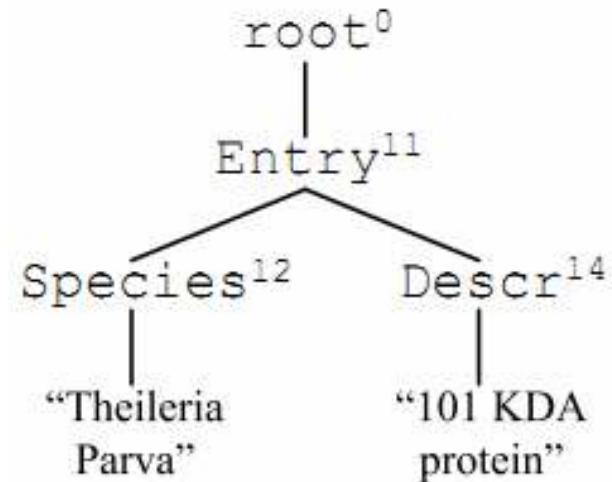 root⁰
Entry¹¹
Species¹² Descr¹⁴
“Theileria “101 KDA
Parva” protein”